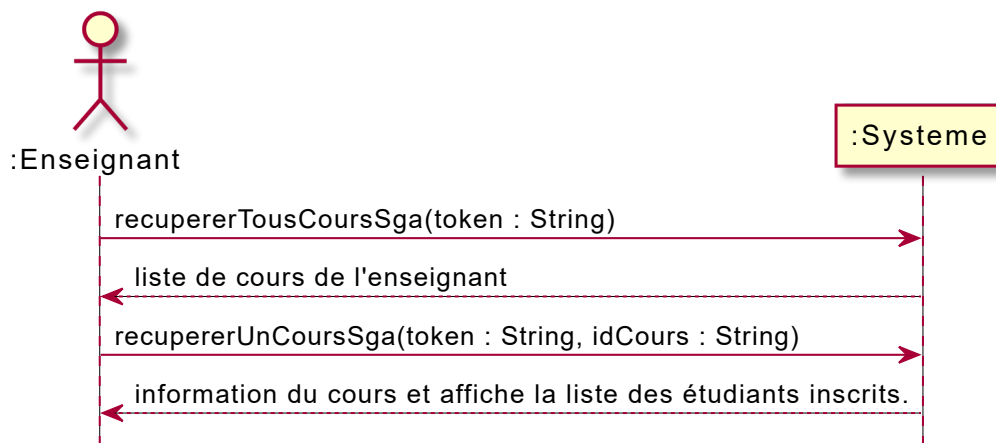 :Enseignant
:Systeme
recupererTousCoursSga(token : String)
liste de cours de l'enseignant
recupererUnCoursSga(token : String, idCours : String)
information du cours et affiche la liste des étudiants inscrits.